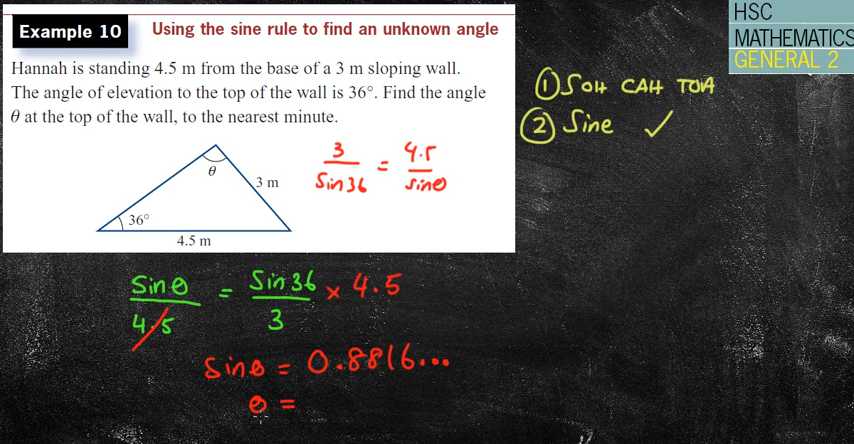 Example 10 Using the sine rule to find an unknown angle
Hannah is standing 4.5 m from the base of a 3 m sloping wall.
The angle of elevation to the top of the wall is 36°. Find the angle
θ at the top of the wall, to the nearest minute.
θ
3 m
36°
4.5 m
3/Sin36 = 4.5/sinθ
HSC
MATHEMATICS
GENERAL 2
① SOH CAH TOA
② Sine ✓
Sinθ/4.5 = Sin36/3 × 4.5
Sinθ = 0.8816...
θ =